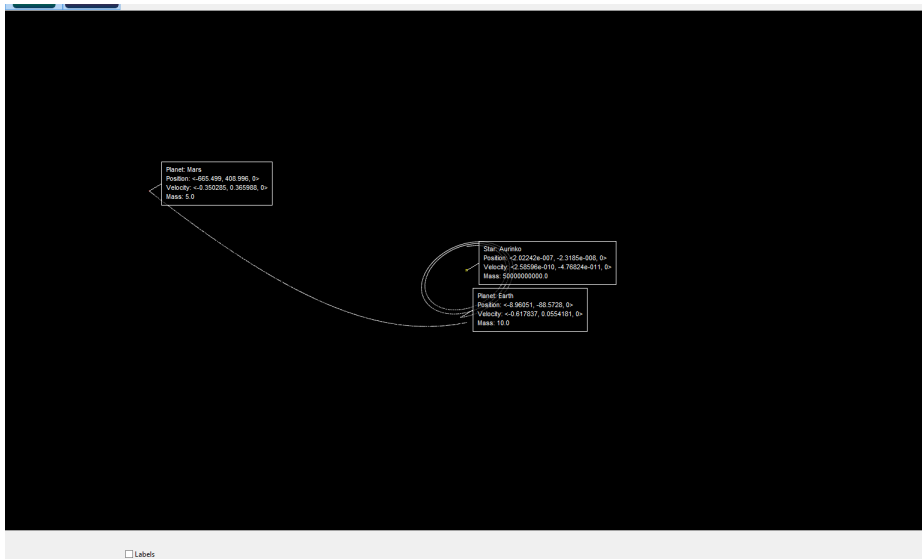 Planet: Mars
Position: <-665.499, 408.996, 0>
Velocity: <-0.350285, 0.365988, 0>
Mass: 5.0
Star: Aurinko
Position: <2.02242e-007, -2.3185e-008, 0>
Velocity: <2.58596e-010, -4.76824e-011, 0>
Mass: 50000000000.0
Planet: Earth
Position: <-8.96051, -88.5728, 0>
Velocity: <-0.617837, 0.0554181, 0>
Mass: 10.0
Labels